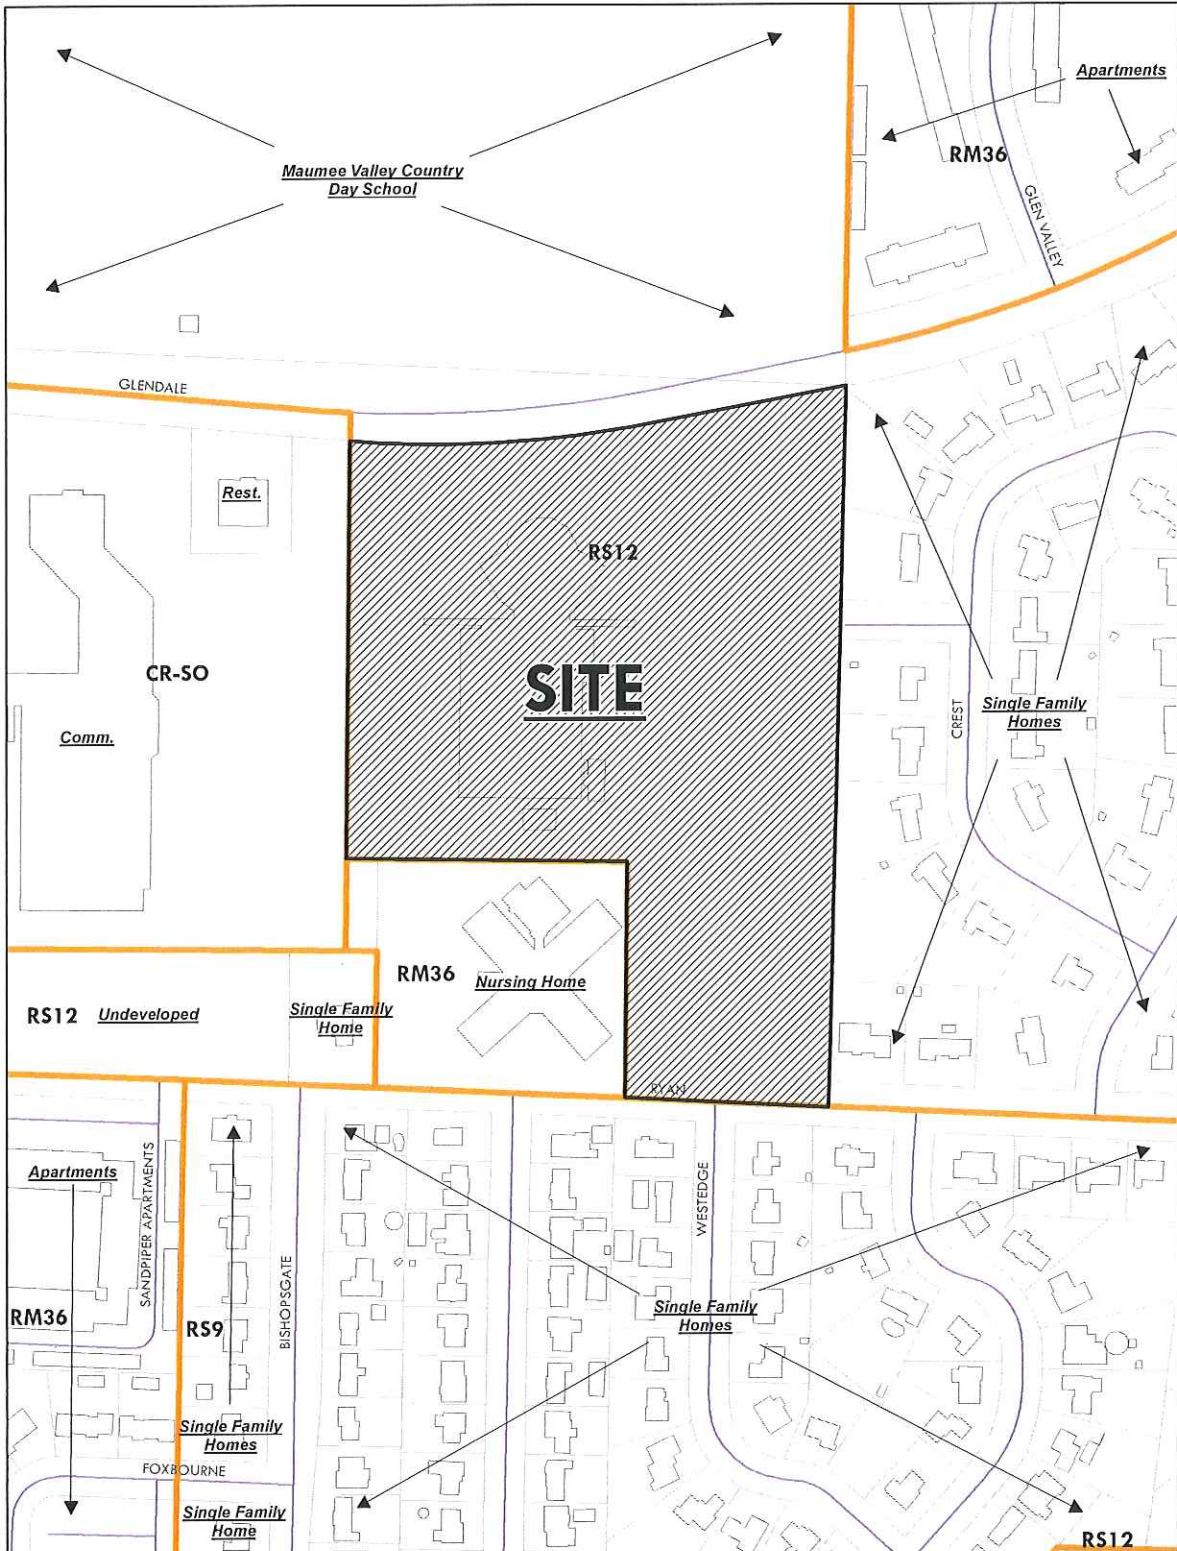 Apartments
RM36
Maumee Valley Country
Day School
GLEN VALLEY
GLENDALE
Rest.
RS12
CR-SO
SITE
Comm.
CREST
Single Family
Homes
RM36
Nursing Home
RS12
Undeveloped
Single Family
Home
RYAN
Apartments
SANDPIPER APARTMENTS
WESTEDGE
BISHOPSGATE
RM36
RS9
Single Family
Homes
Single Family
Homes
FOXBOURNE
Single Family
Home
RS12